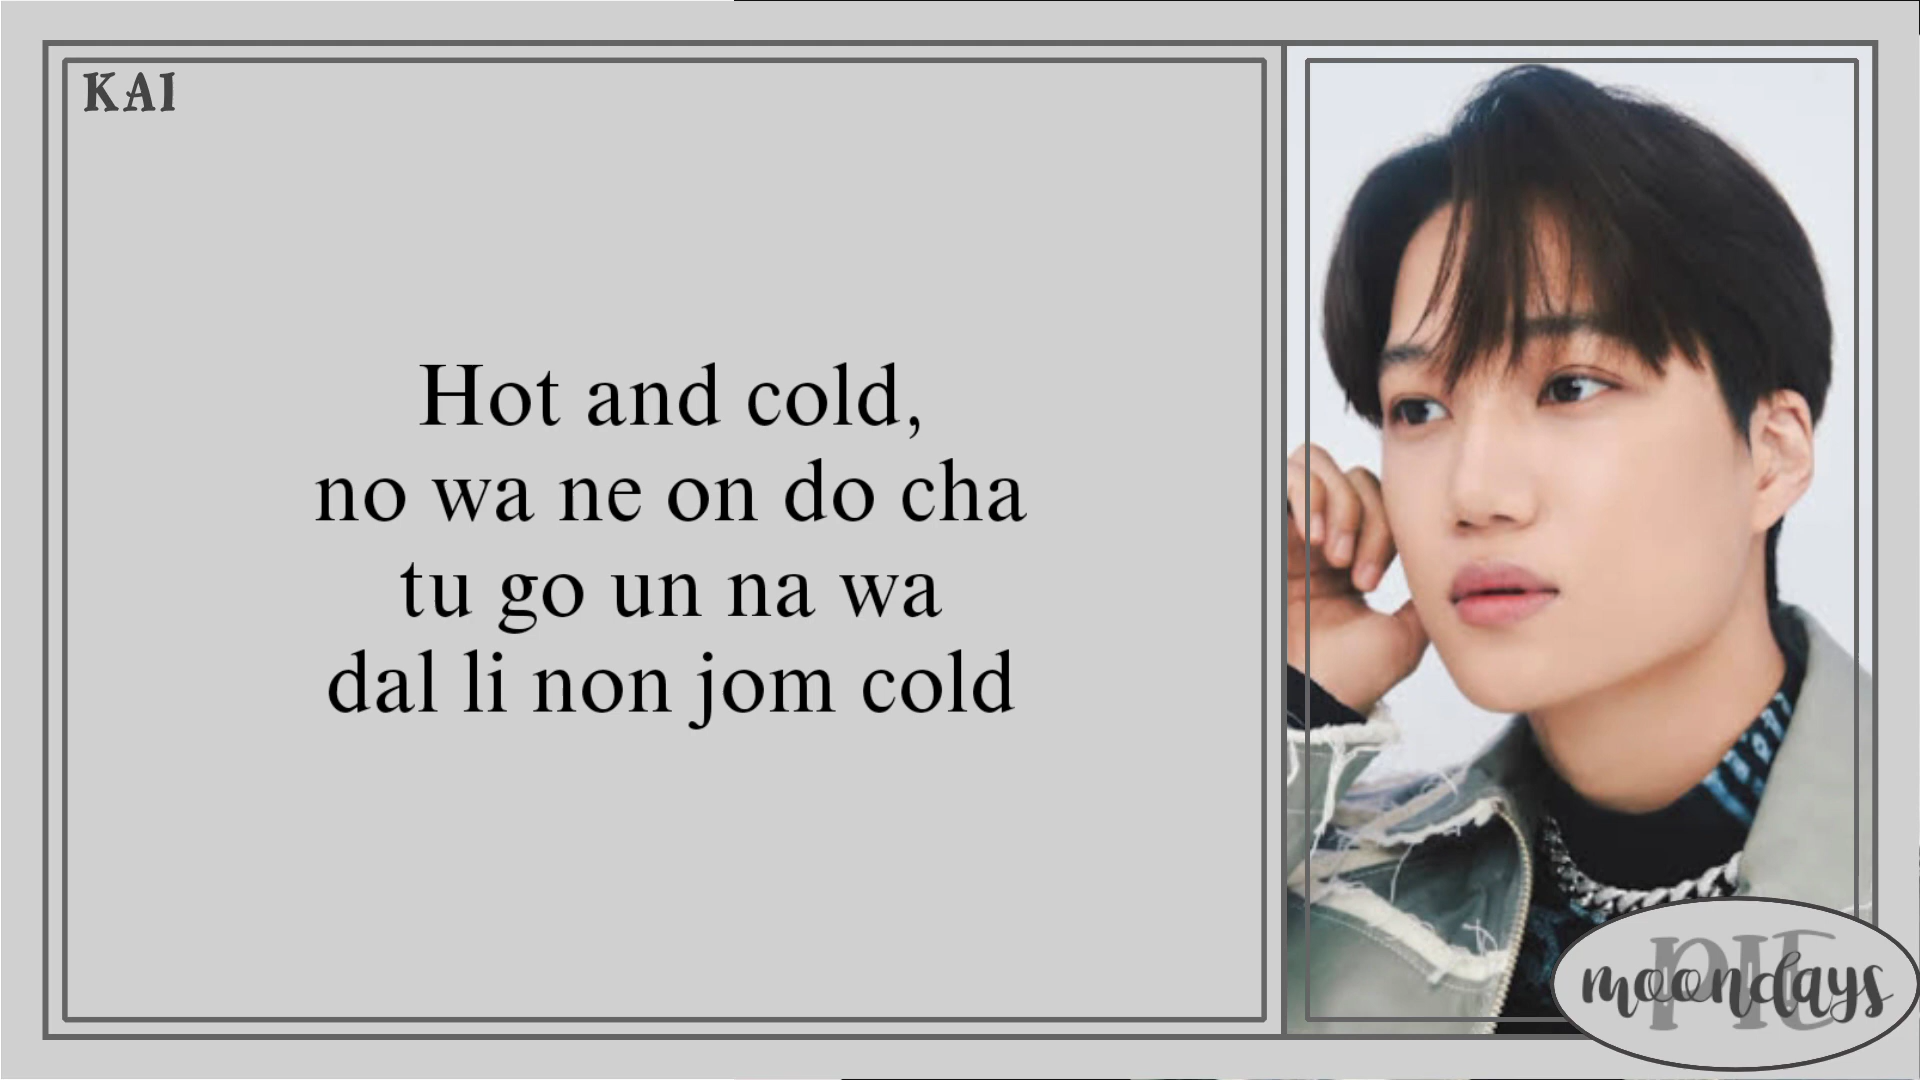 KAI
Hot and cold,
no wa ne on do cha
tu go un na wa
dal li non jom cold
moondays